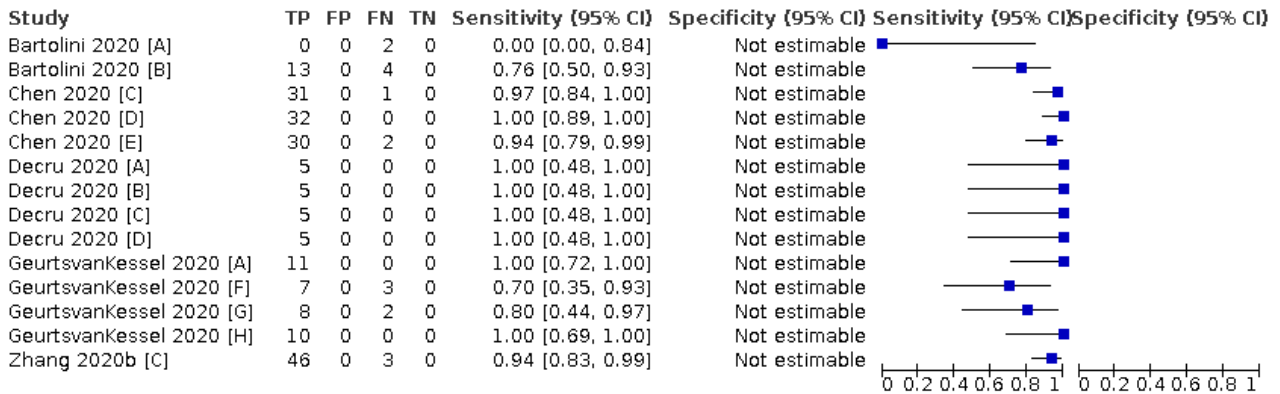 Study TP FP FN TN Sensitivity (95% CI) Specificity (95% CI) Sensitivity (95% CI) Specificity (95% CI)
Bartolini 2020 [A] 0 0 2 0 0.00 [0.00, 0.84] Not estimable
Bartolini 2020 [B] 13 0 4 0 0.76 [0.50, 0.93] Not estimable
Chen 2020 [C] 31 0 1 0 0.97 [0.84, 1.00] Not estimable
Chen 2020 [D] 32 0 0 0 1.00 [0.89, 1.00] Not estimable
Chen 2020 [E] 30 0 2 0 0.94 [0.79, 0.99] Not estimable
Decru 2020 [A] 5 0 0 0 1.00 [0.48, 1.00] Not estimable
Decru 2020 [B] 5 0 0 0 1.00 [0.48, 1.00] Not estimable
Decru 2020 [C] 5 0 0 0 1.00 [0.48, 1.00] Not estimable
Decru 2020 [D] 5 0 0 0 1.00 [0.48, 1.00] Not estimable
GeurtsvanKessel 2020 [A] 11 0 0 0 1.00 [0.72, 1.00] Not estimable
GeurtsvanKessel 2020 [F] 7 0 3 0 0.70 [0.35, 0.93] Not estimable
GeurtsvanKessel 2020 [G] 8 0 2 0 0.80 [0.44, 0.97] Not estimable
GeurtsvanKessel 2020 [H] 10 0 0 0 1.00 [0.69, 1.00] Not estimable
Zhang 2020b [C] 46 0 3 0 0.94 [0.83, 0.99] Not estimable
0 0.2 0.4 0.6 0.8 1 0 0.2 0.4 0.6 0.8 1